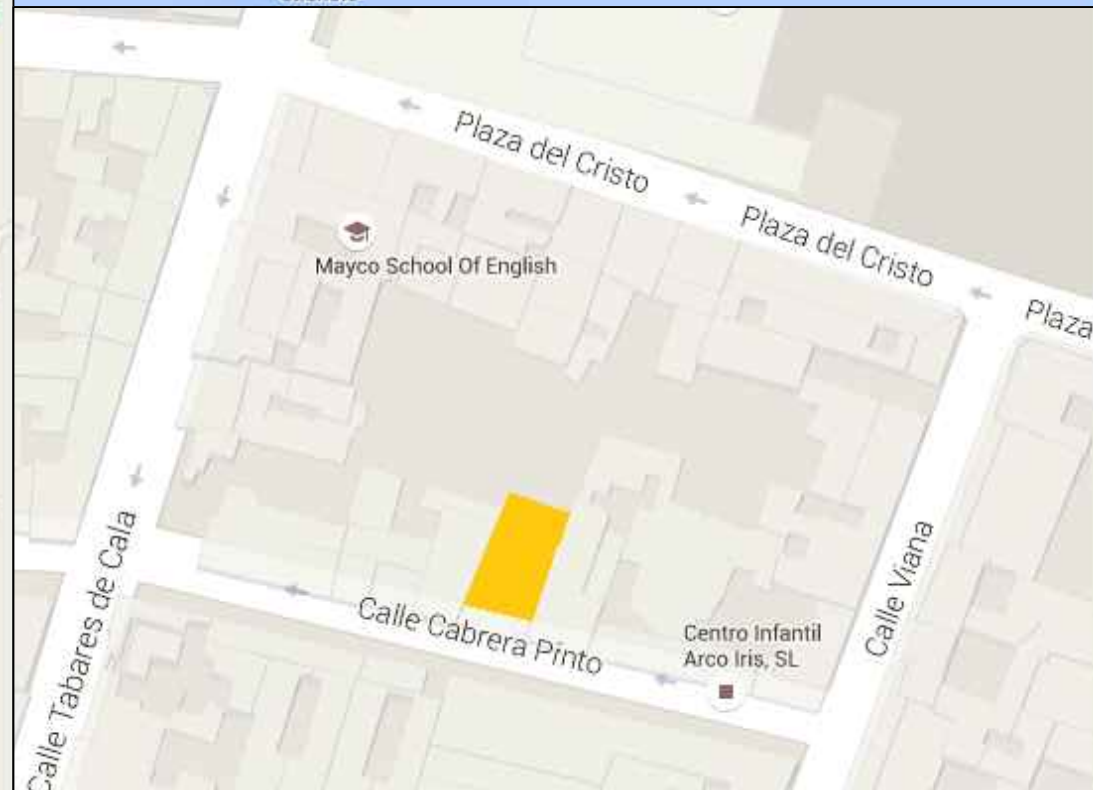 Plaza del Cristo
Plaza del Cristo
Plaza
Mayco School Of English
Calle Tabares de Cala
Calle Viana
Calle Cabrera Pinto
Centro Infantil
Arco Iris, SL